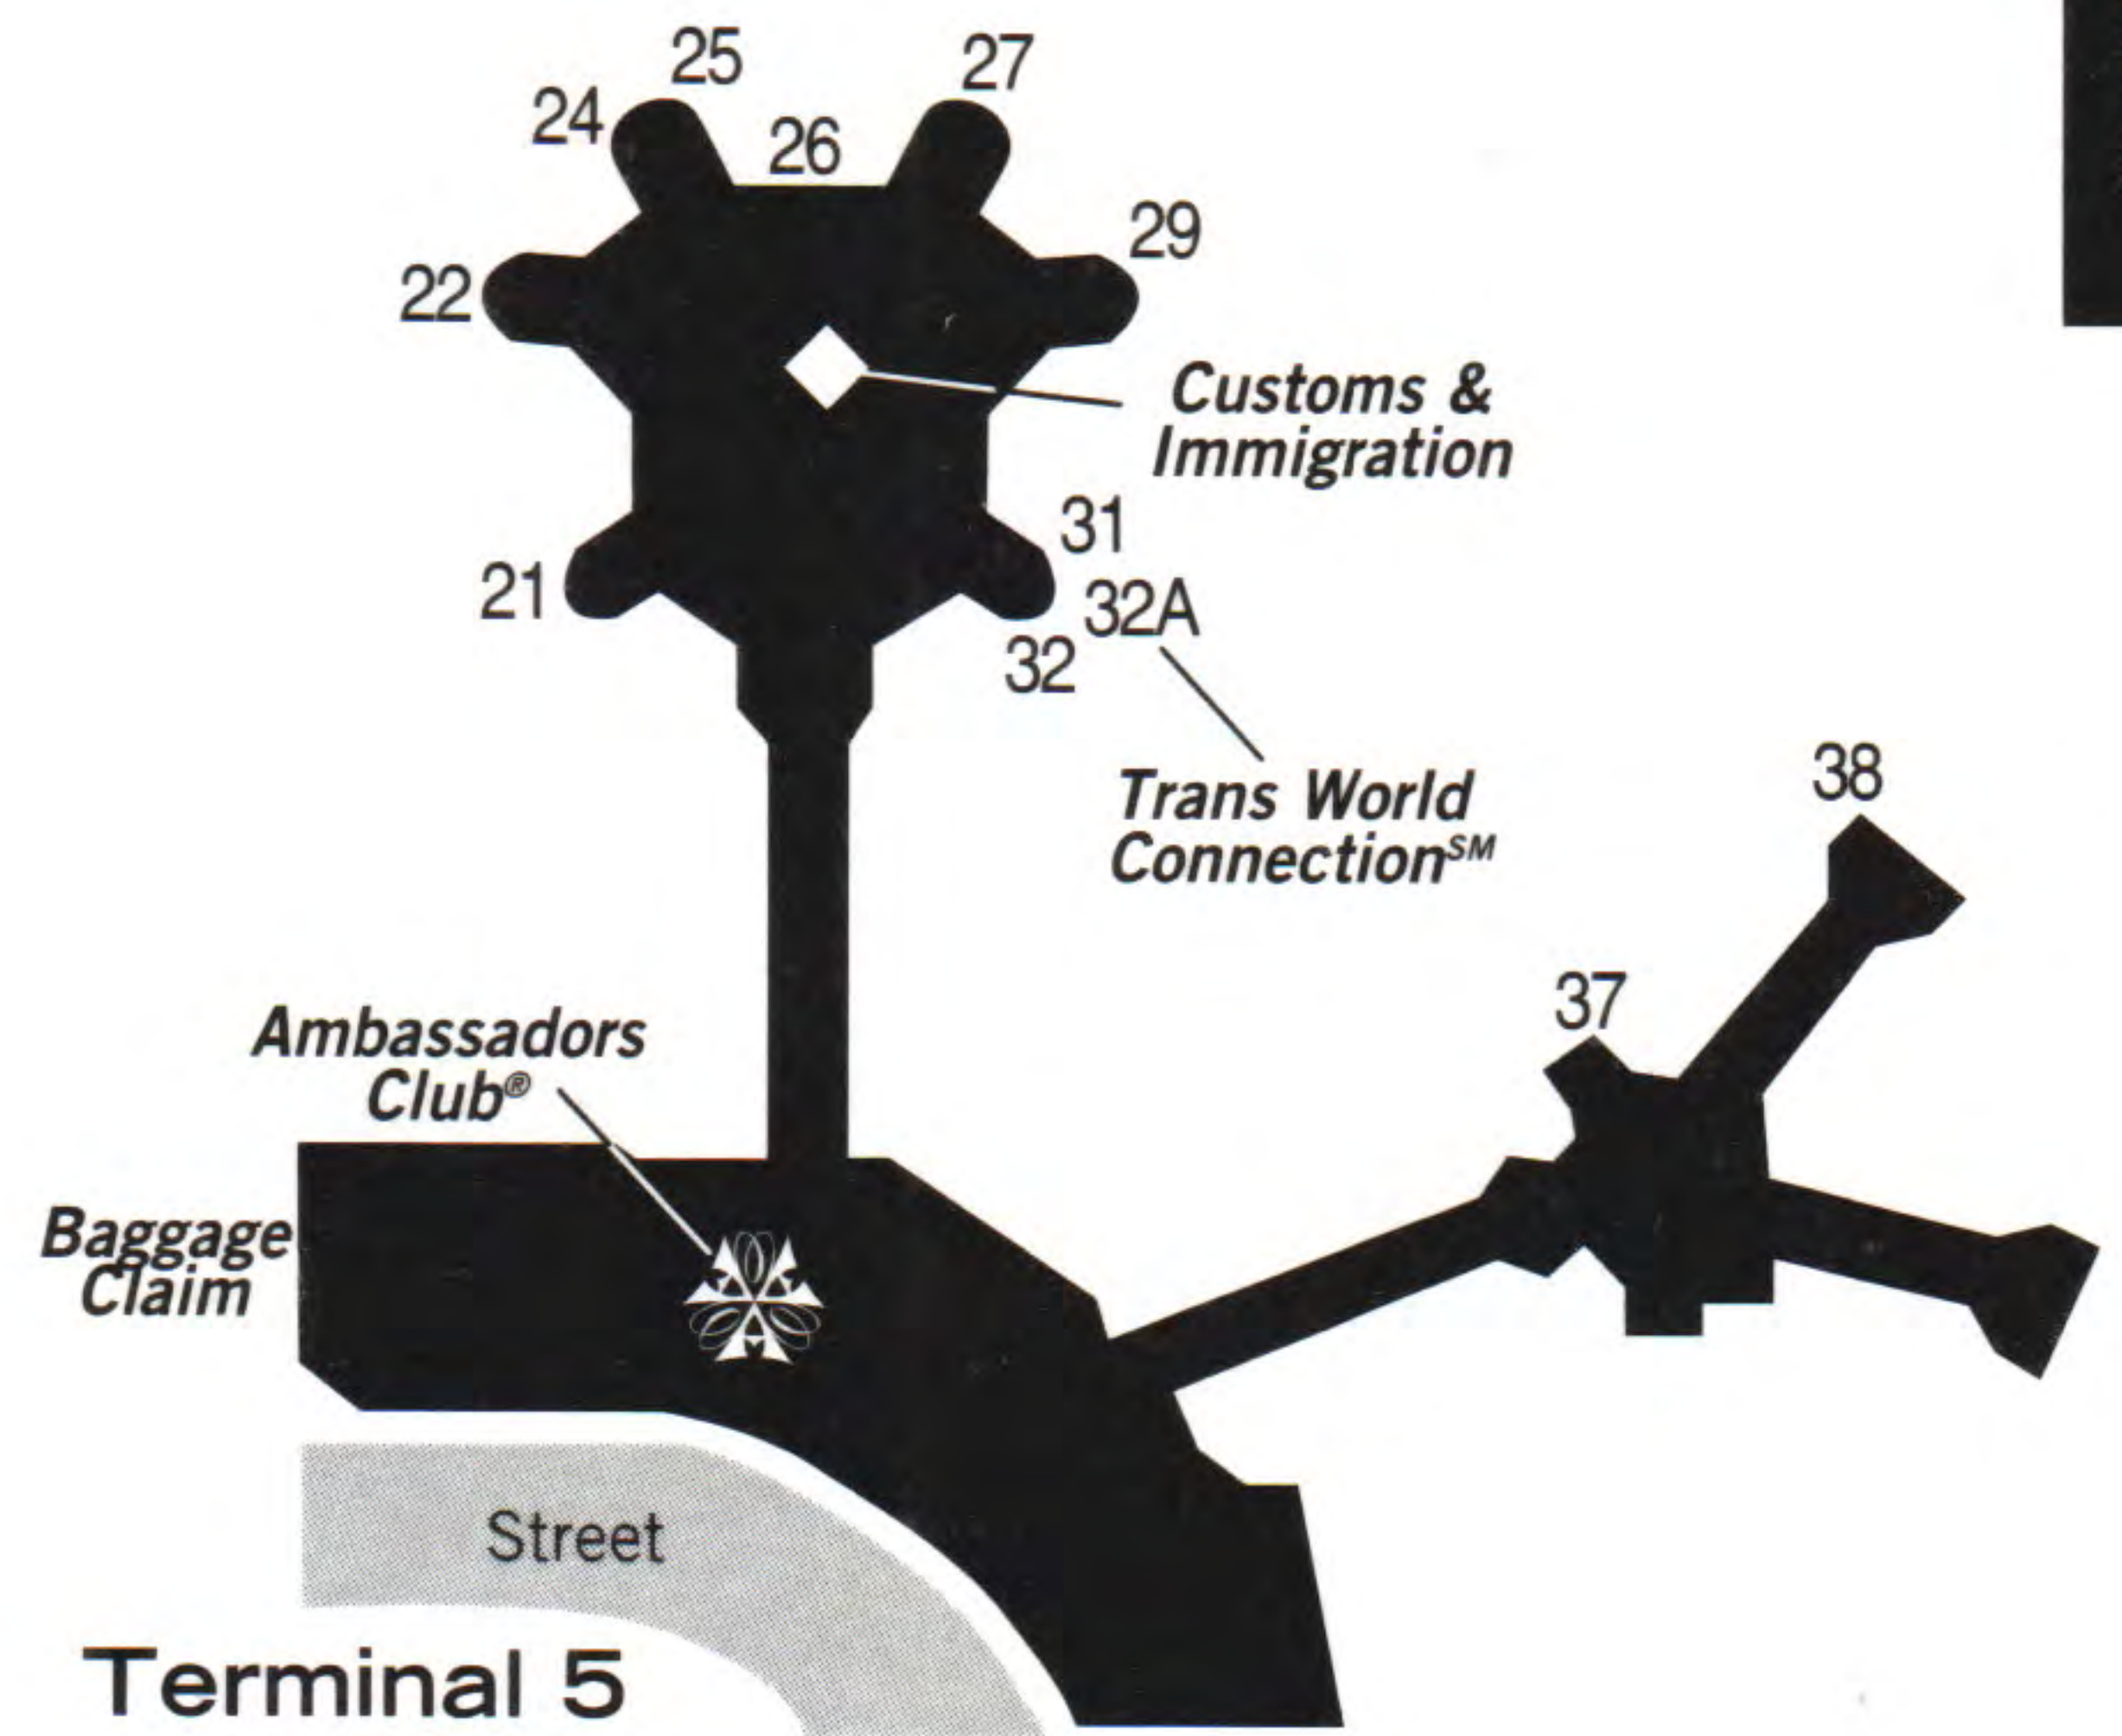 25
27
24
26
29
22
Customs &
Immigration
31
21
32A
32
Trans World
Connection℠
38
37
Ambassadors
Club®
Baggage
Claim
Street
Terminal 5